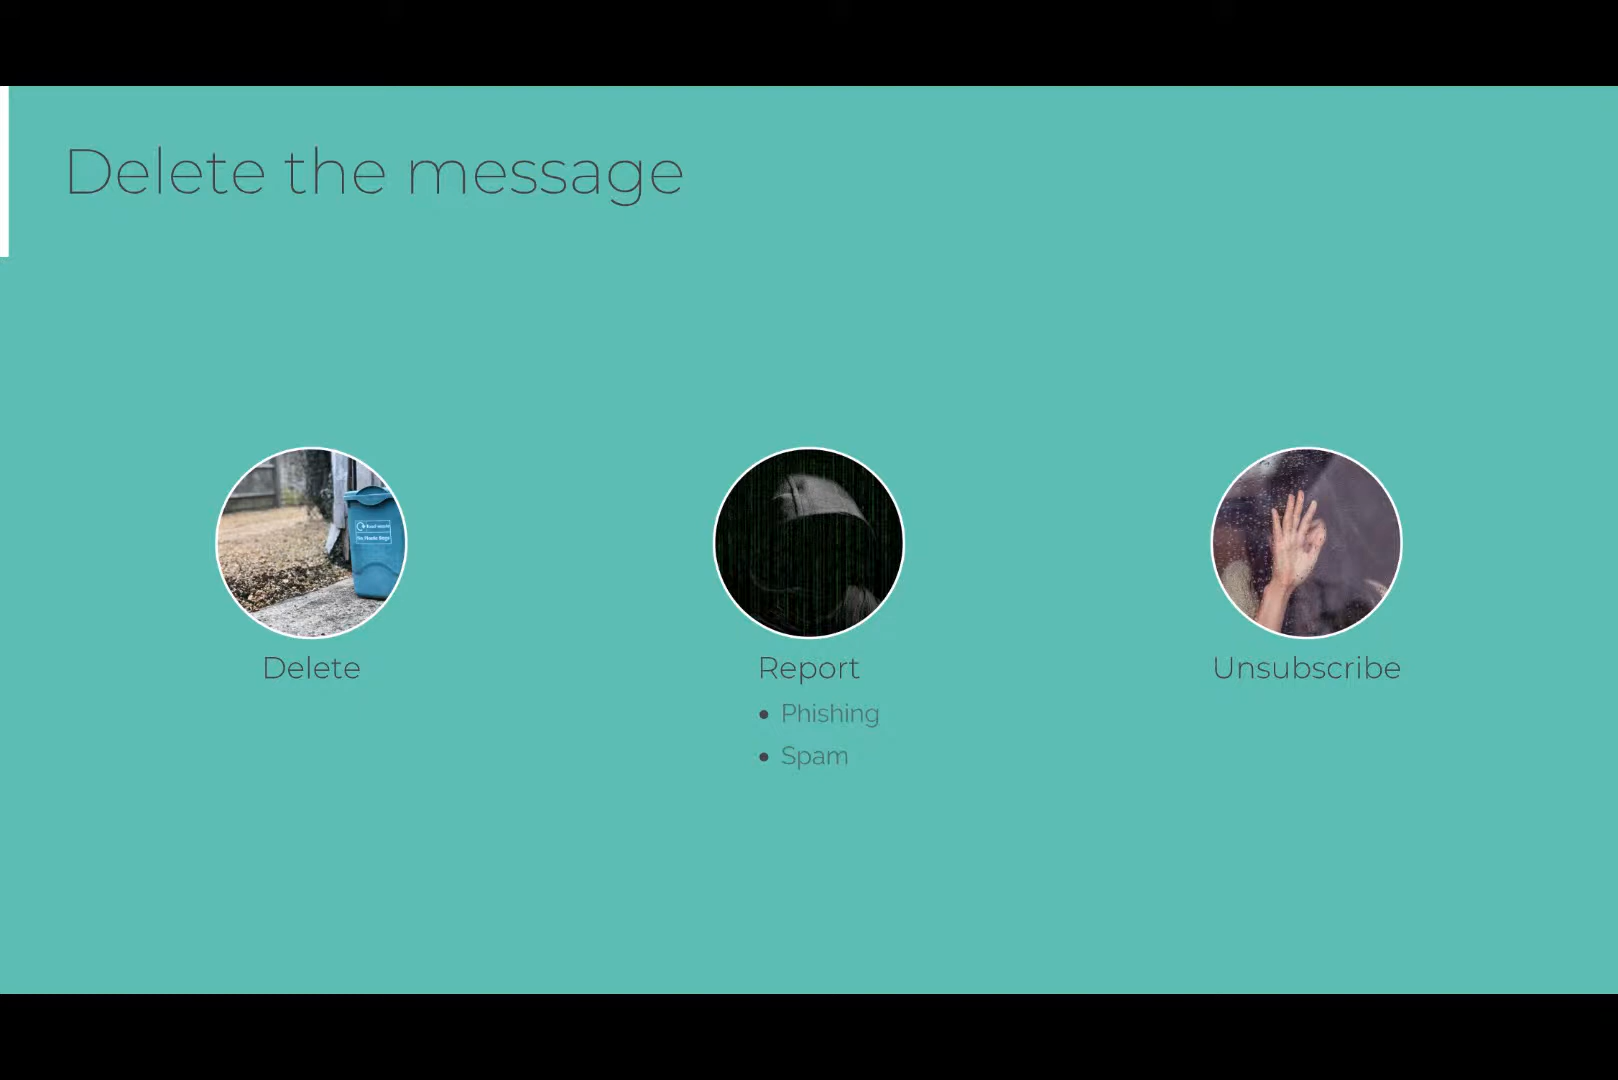 Delete the message
Delete
Report
Unsubscribe
• Phishing
• Spam